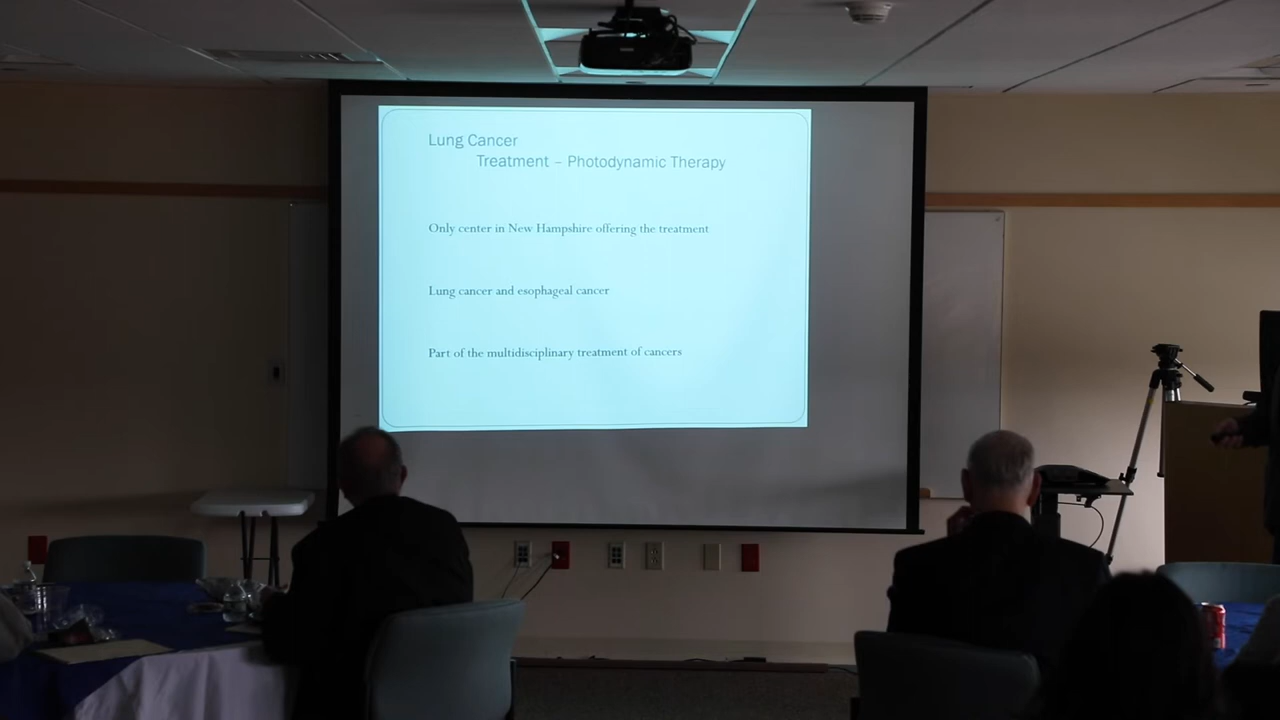 Lung Cancer
Treatment – Photodynamic Therapy
Only center in New Hampshire offering the treatment
Lung cancer and esophageal cancer
Part of the multidisciplinary treatment of cancers